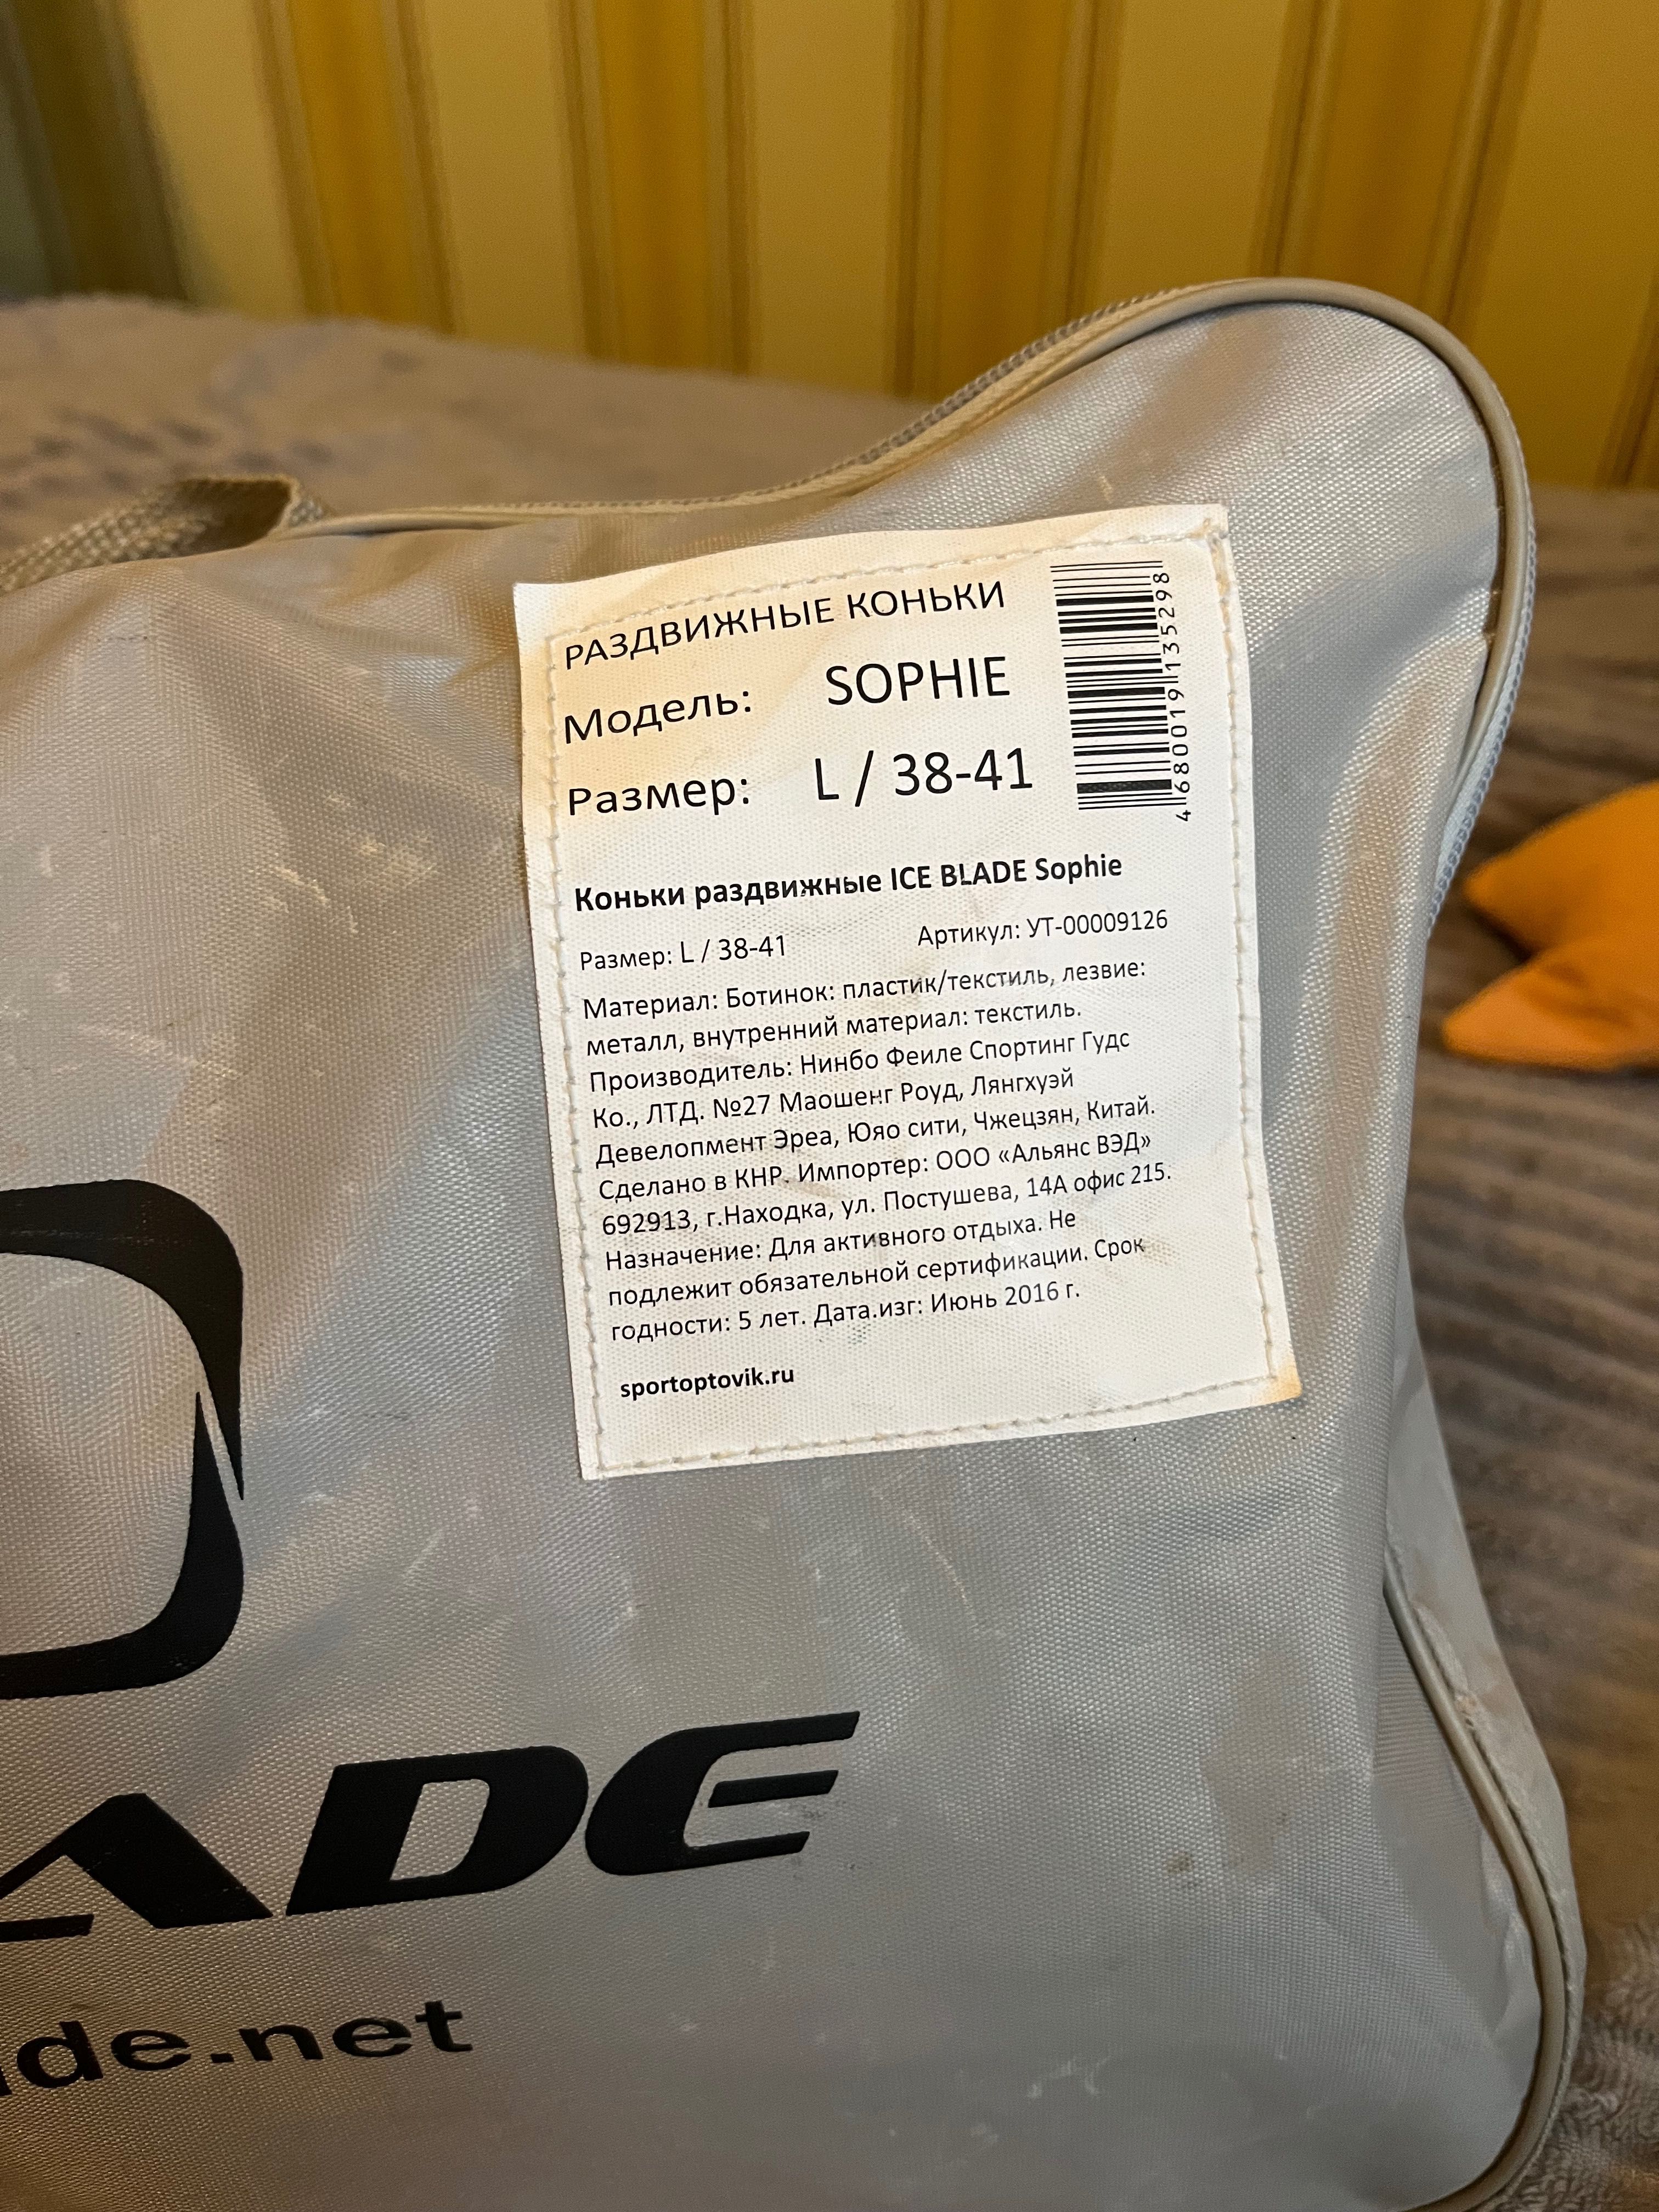 РАЗДВИЖНЫЕ КОНЬКИ
Модель: SOPHIE
Размер: L / 38-41
4 680019 135298
Коньки раздвижные ICE BLADE Sophie
Размер: L / 38-41 Артикул: УТ-00009126
Материал: Ботинок: пластик/текстиль, лезвие:
металл, внутренний материал: текстиль.
Производитель: Нинбо Феиле Спортинг Гудс
Ко., ЛТД. №27 Маошенг Роуд, Лянгхуэй
Девелопмент Эреа, Юяо сити, Чжецзян, Китай.
Сделано в КНР. Импортер: ООО «Альянс ВЭД»
692913, г.Находка, ул. Постушева, 14А офис 215.
Назначение: Для активного отдыха. Не
подлежит обязательной сертификации. Срок
годности: 5 лет. Дата.изг: Июнь 2016 г.
sportoptovik.ru
ADE
de.net